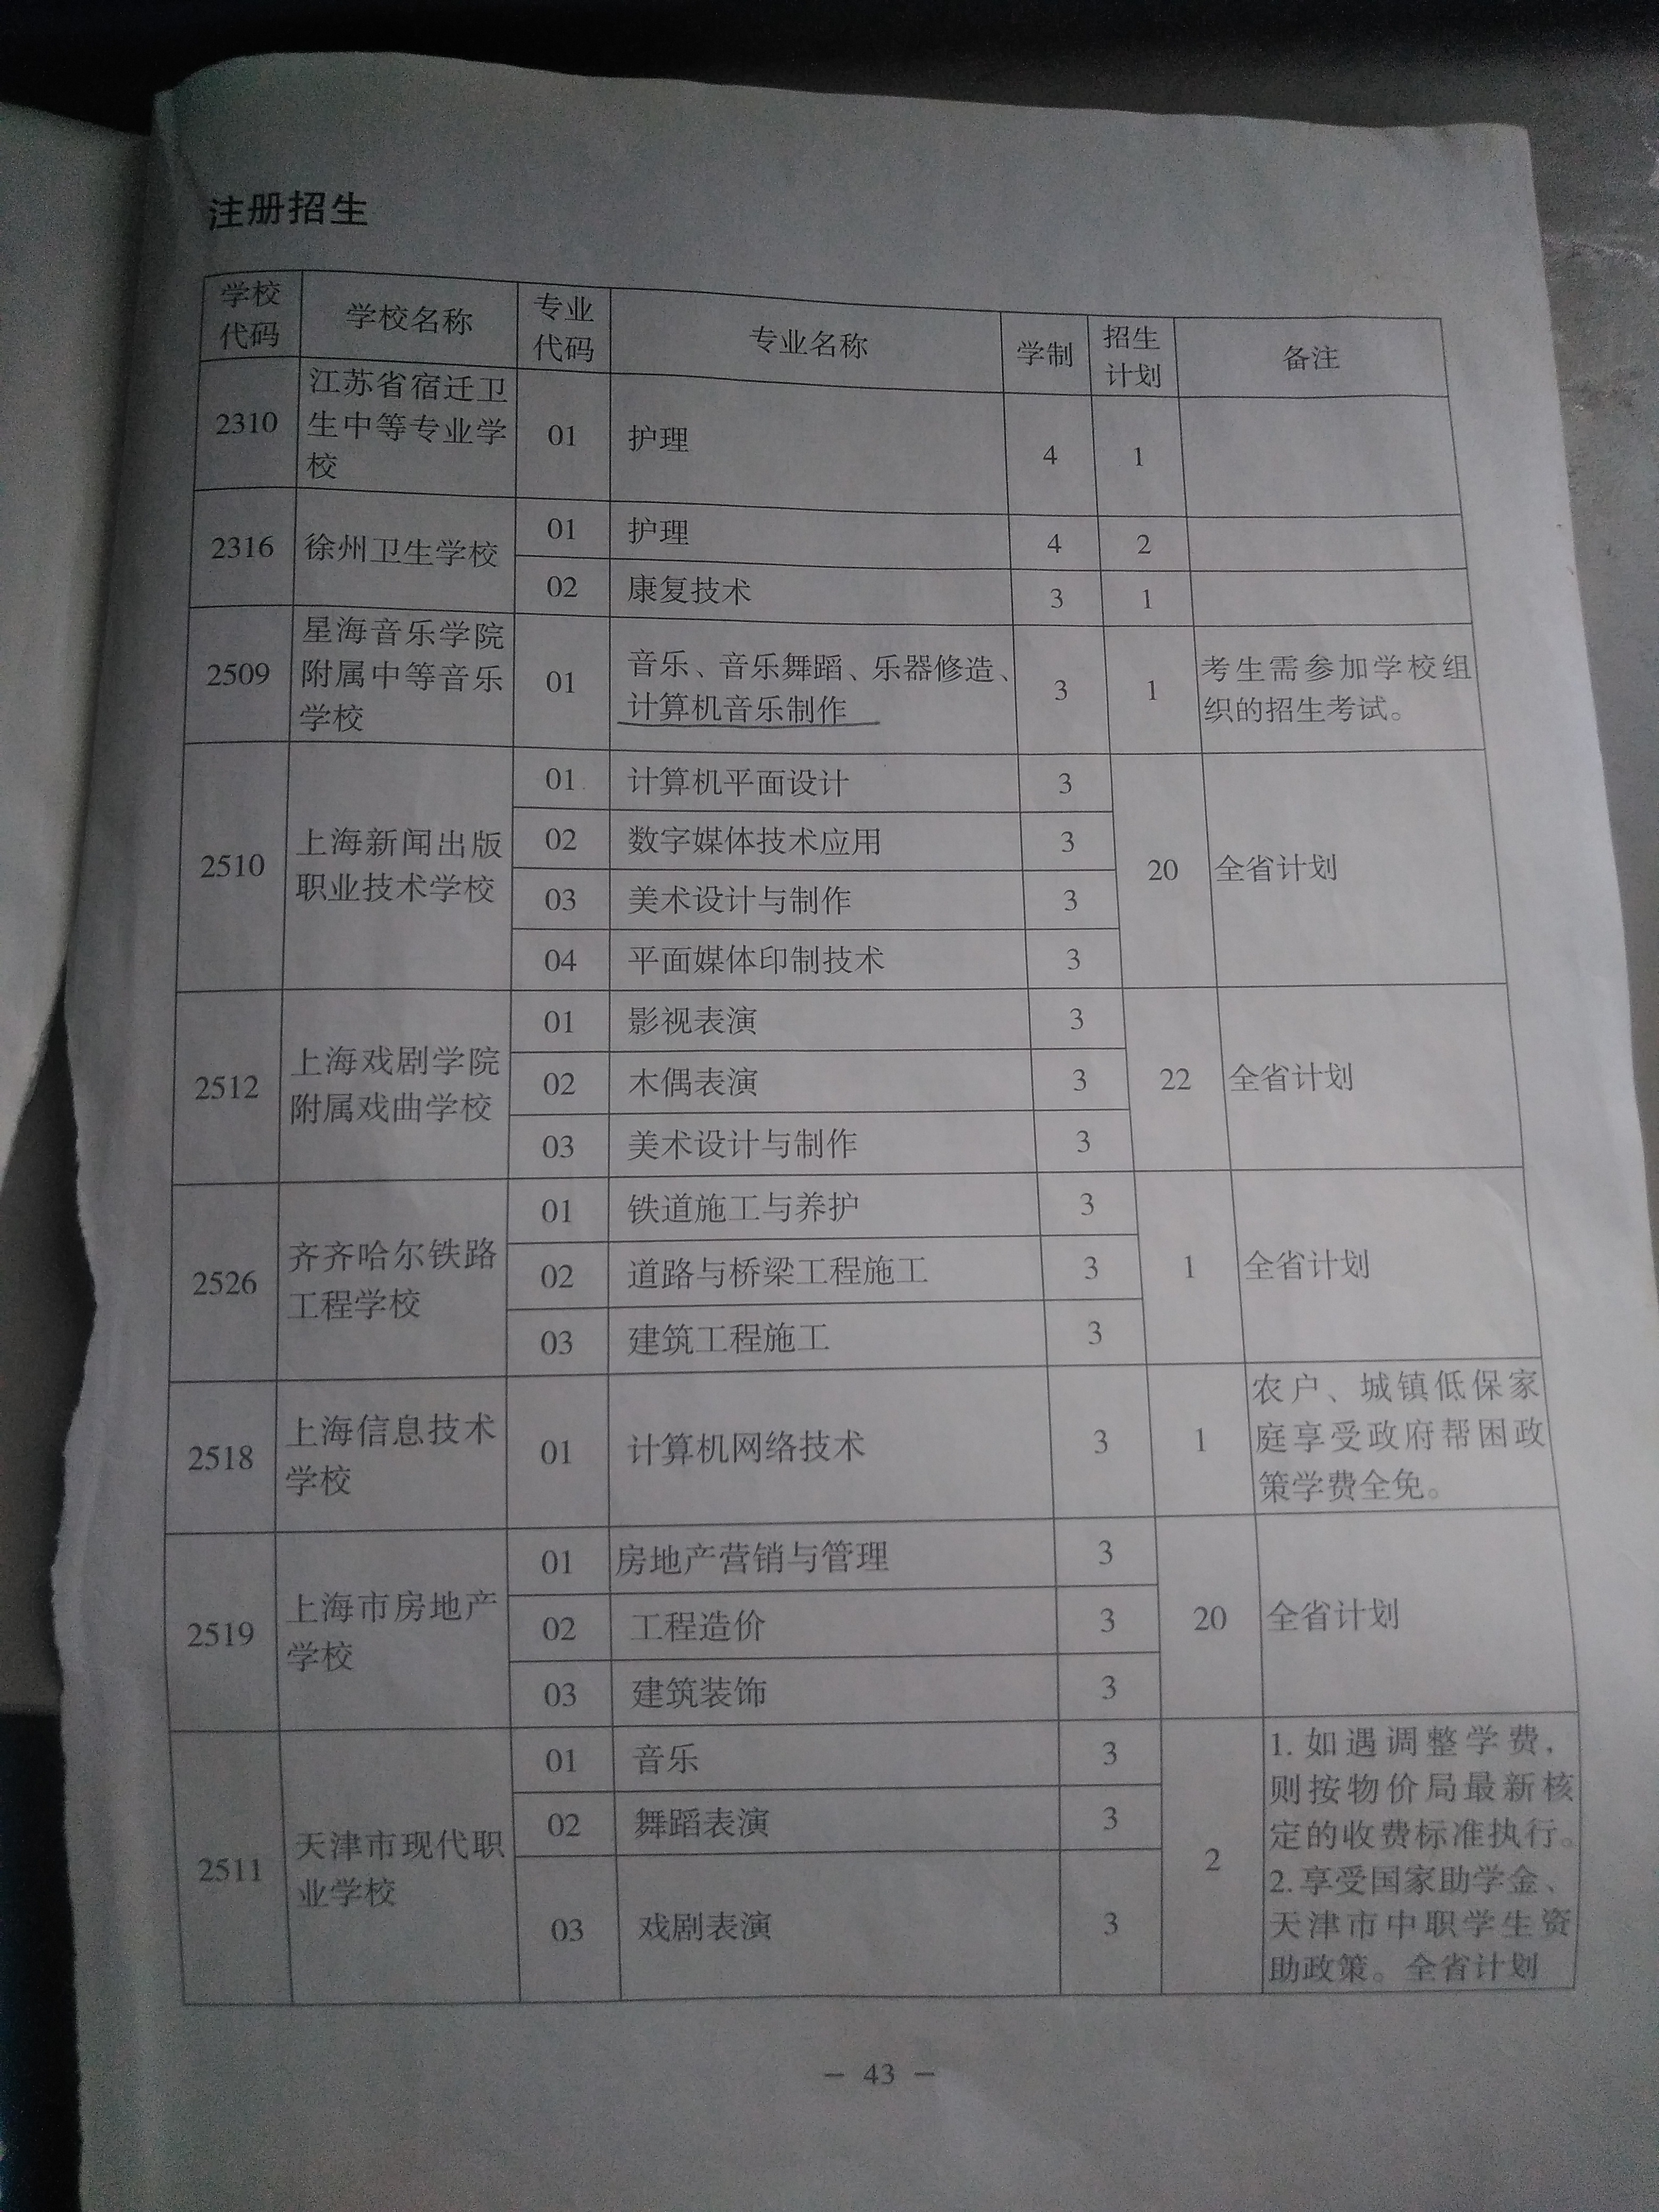 注册招生
学校代码 学校名称 专业代码 专业名称 学制 招生计划 备注
2310 江苏省宿迁卫生中等专业学校 01 护理 4 1
2316 徐州卫生学校 01 护理 4 2
02 康复技术 3 1
2509 星海音乐学院附属中等音乐学校 01 音乐、音乐舞蹈、乐器修造、计算机音乐制作 3 1 考生需参加学校组织的招生考试。
2510 上海新闻出版职业技术学校 01 计算机平面设计 3 20 全省计划
02 数字媒体技术应用 3
03 美术设计与制作 3
04 平面媒体印制技术 3
2512 上海戏剧学院附属戏曲学校 01 影视表演 3 22 全省计划
02 木偶表演 3
03 美术设计与制作 3
2526 齐齐哈尔铁路工程学校 01 铁道施工与养护 3 1 全省计划
02 道路与桥梁工程施工 3
03 建筑工程施工 3
2518 上海信息技术学校 01 计算机网络技术 3 1 农户、城镇低保家庭享受政府帮困政策学费全免。
2519 上海市房地产学校 01 房地产营销与管理 3 20 全省计划
02 工程造价 3
03 建筑装饰 3
2511 天津市现代职业学校 01 音乐 3 2 1.如遇调整学费，则按物价局最新核定的收费标准执行。2.享受国家助学金、天津市中职学生资助政策。全省计划
02 舞蹈表演 3
03 戏剧表演 3
— 43 —